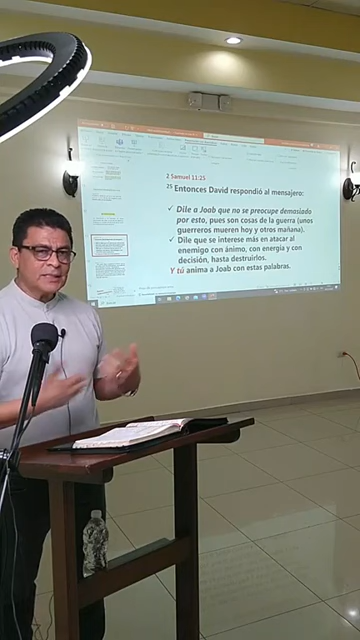 2 Samuel 11:25
25 Entonces David respondió al mensajero:
✓ Dile a Joab que no se preocupe demasiado
por esto, pues son cosas de la guerra (unos
guerreros mueren hoy y otros mañana).
✓ Dile que se interese más en atacar al
enemigo con ánimo, con energía y con
decisión, hasta destruirlos.
Y tú anima a Joab con estas palabras.